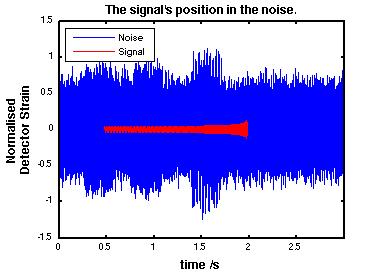 The signal's position in the noise.
Noise
Signal
Normalised
Detector Strain
1.5
1
0.5
0
-0.5
-1
-1.5
0 0.5 1 1.5 2 2.5
time /s